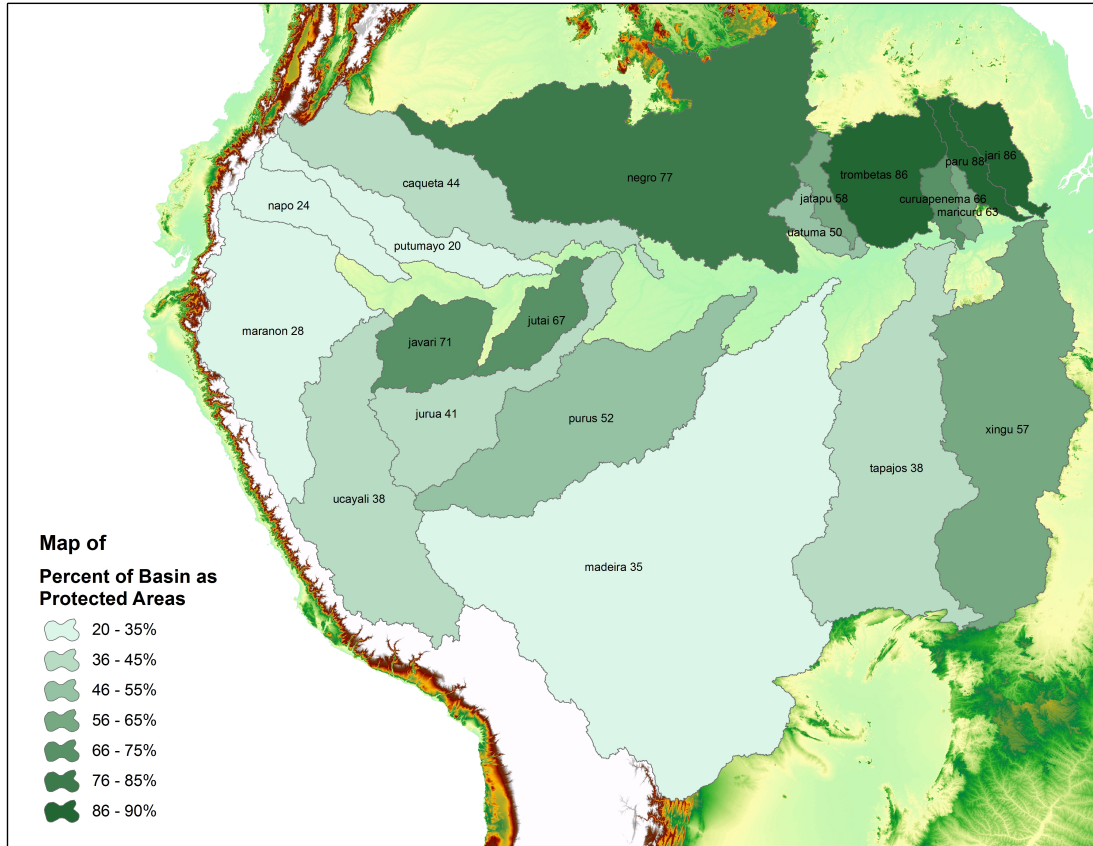 caqueta 44
negro 77
trombetas 86
paru 88
jari 86
napo 24
jatapu 58
curuapenema 66
maricuru 63
uatuma 50
putumayo 20
maranon 28
javari 71
jutai 67
jurua 41
purus 52
xingu 57
tapajos 38
ucayali 38
madeira 35
Map of
Percent of Basin as
Protected Areas
20 - 35%
36 - 45%
46 - 55%
56 - 65%
66 - 75%
76 - 85%
86 - 90%